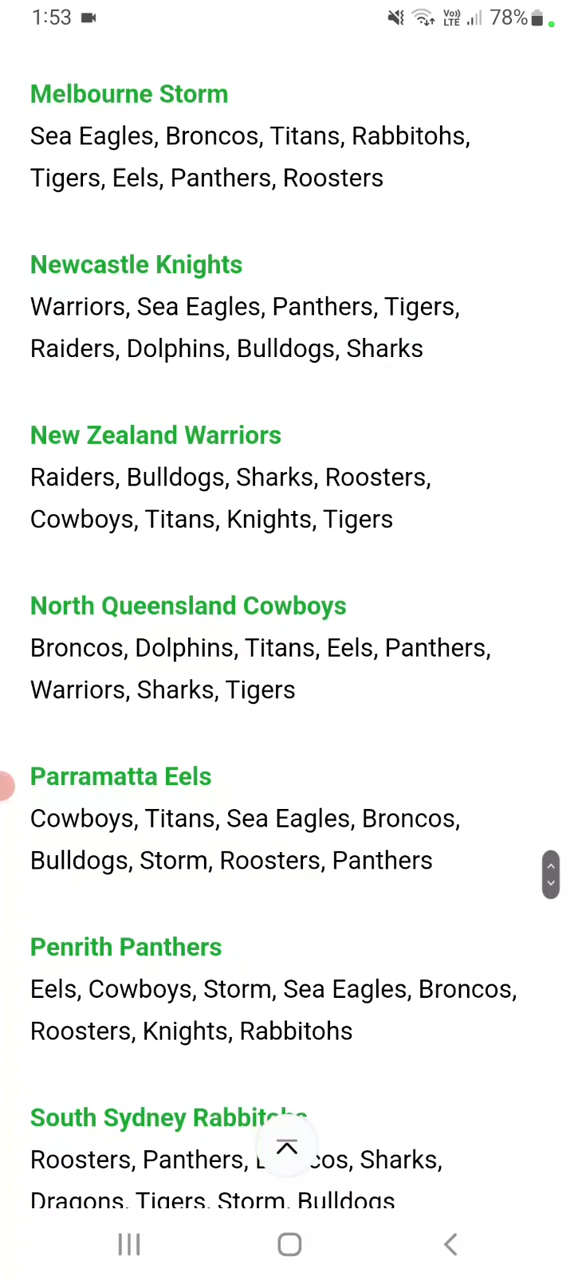 1:53
Vo))
LTE
78%
Melbourne Storm
Sea Eagles, Broncos, Titans, Rabbitohs,
Tigers, Eels, Panthers, Roosters
Newcastle Knights
Warriors, Sea Eagles, Panthers, Tigers,
Raiders, Dolphins, Bulldogs, Sharks
New Zealand Warriors
Raiders, Bulldogs, Sharks, Roosters,
Cowboys, Titans, Knights, Tigers
North Queensland Cowboys
Broncos, Dolphins, Titans, Eels, Panthers,
Warriors, Sharks, Tigers
Parramatta Eels
Cowboys, Titans, Sea Eagles, Broncos,
Bulldogs, Storm, Roosters, Panthers
Penrith Panthers
Eels, Cowboys, Storm, Sea Eagles, Broncos,
Roosters, Knights, Rabbitohs
South Sydney
Roosters, Panthers, Sharks,
Dragons, Tigers, Storm, Bulldogs